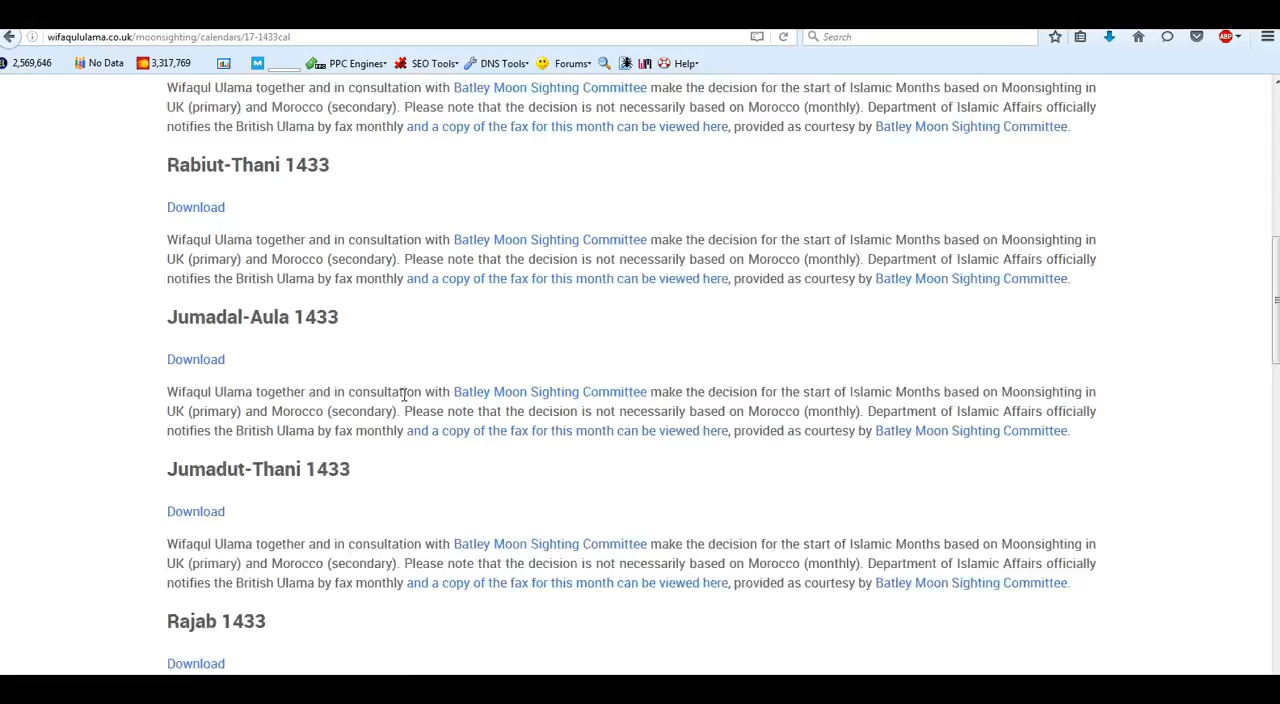 wifaqululama.co.uk/moonsighting/calendars/17-1433cal
Search
ABP
2,569,646 No Data 3,317,769 M PPC Engines SEO Tools DNS Tools Forums Help
Wifaqul Ulama together and in consultation with Batley Moon Sighting Committee make the decision for the start of Islamic Months based on Moonsighting in
UK (primary) and Morocco (secondary). Please note that the decision is not necessarily based on Morocco (monthly). Department of Islamic Affairs officially
notifies the British Ulama by fax monthly and a copy of the fax for this month can be viewed here, provided as courtesy by Batley Moon Sighting Committee.
Rabiut-Thani 1433
Download
Wifaqul Ulama together and in consultation with Batley Moon Sighting Committee make the decision for the start of Islamic Months based on Moonsighting in
UK (primary) and Morocco (secondary). Please note that the decision is not necessarily based on Morocco (monthly). Department of Islamic Affairs officially
notifies the British Ulama by fax monthly and a copy of the fax for this month can be viewed here, provided as courtesy by Batley Moon Sighting Committee.
Jumadal-Aula 1433
Download
Wifaqul Ulama together and in consultation with Batley Moon Sighting Committee make the decision for the start of Islamic Months based on Moonsighting in
UK (primary) and Morocco (secondary). Please note that the decision is not necessarily based on Morocco (monthly). Department of Islamic Affairs officially
notifies the British Ulama by fax monthly and a copy of the fax for this month can be viewed here, provided as courtesy by Batley Moon Sighting Committee.
Jumadut-Thani 1433
Download
Wifaqul Ulama together and in consultation with Batley Moon Sighting Committee make the decision for the start of Islamic Months based on Moonsighting in
UK (primary) and Morocco (secondary). Please note that the decision is not necessarily based on Morocco (monthly). Department of Islamic Affairs officially
notifies the British Ulama by fax monthly and a copy of the fax for this month can be viewed here, provided as courtesy by Batley Moon Sighting Committee.
Rajab 1433
Download